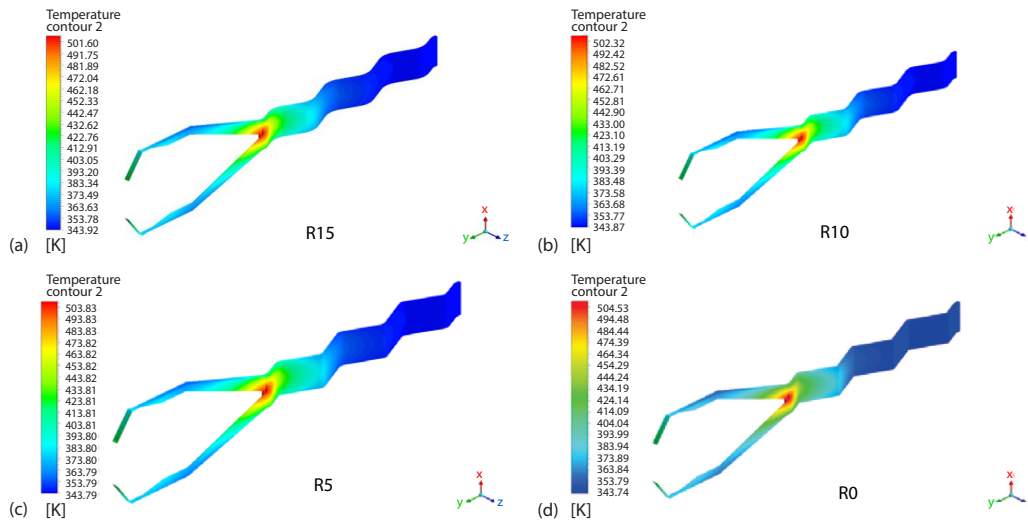 Temperature
contour 2
501.60
491.75
481.89
472.04
462.18
452.33
442.47
432.62
422.76
412.91
403.05
393.20
383.34
373.49
363.63
353.78
343.92
(a) [K]
R15
x
y
z
Temperature
contour 2
502.32
492.42
482.52
472.61
462.71
452.81
442.90
433.00
423.10
413.19
403.29
393.39
383.48
373.58
363.68
353.77
343.87
(b) [K]
R10
x
y
Temperature
contour 2
503.83
493.83
483.83
473.82
463.82
453.82
443.82
433.81
423.81
413.81
403.81
393.80
383.80
373.80
363.80
353.79
343.79
(c) [K]
R5
x
y
z
Temperature
contour 2
504.53
494.48
484.44
474.39
464.34
454.29
444.24
434.19
424.14
414.09
404.04
393.99
383.94
373.89
363.84
353.79
343.74
(d) [K]
R0
x
y